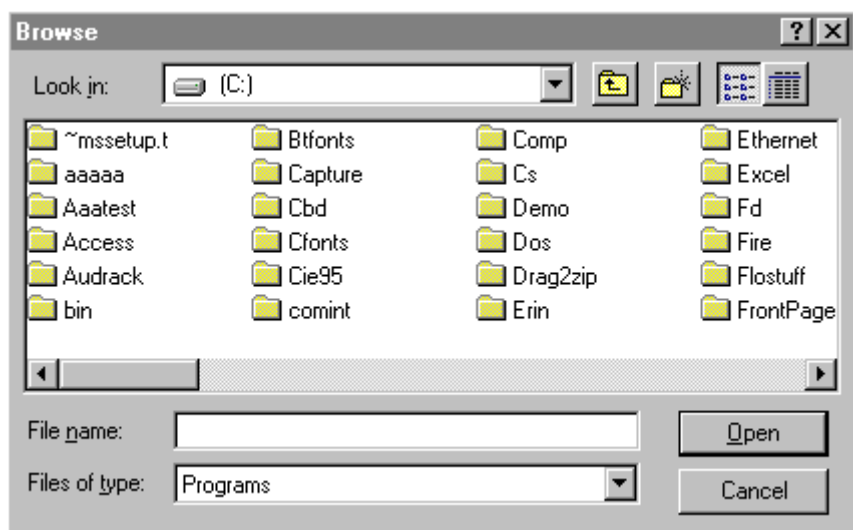 Browse
Look in: (C:)
~mssetup.t Btfonts Comp Ethernet
aaaaa Capture Cs Excel
Aaatest Cbd Demo Fd
Access Cfonts Dos Fire
Audrack Cie95 Drag2zip Flostuff
bin comint Erin FrontPage
File name: Open
Files of type: Programs Cancel